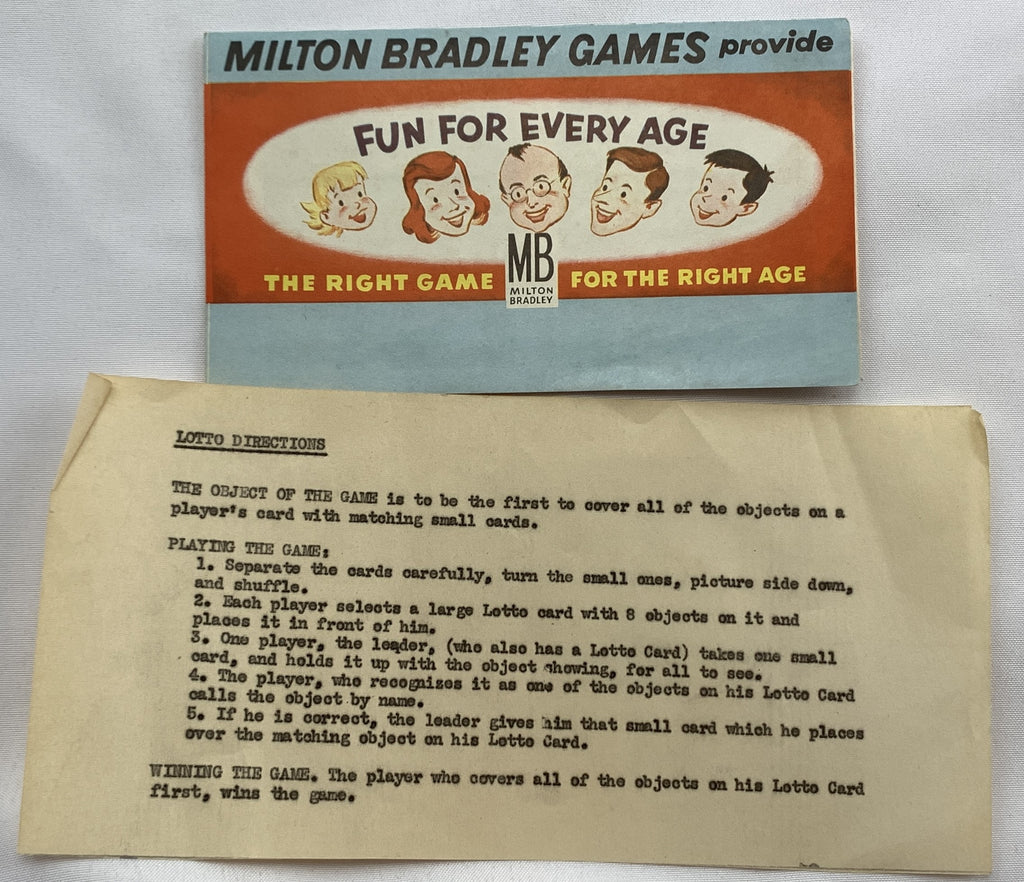 MILTON BRADLEY GAMES provide
FUN FOR EVERY AGE
THE RIGHT GAME MB FOR THE RIGHT AGE
MILTON
BRADLEY
LOTTO DIRECTIONS
THE OBJECT OF THE GAME is to be the first to cover all of the objects on a
player's card with matching small cards.
PLAYING THE GAME:
1. Separate the cards carefully, turn the small ones, picture side down,
and shuffle.
2. Each player selects a large Lotto card with 8 objects on it and
places it in front of him.
3. One player, the leader, (who also has a Lotto Card) takes one small
card, and holds it up with the object showing, for all to see.
4. The player, who recognizes it as one of the objects on his Lotto Card
calls the object by name.
5. If he is correct, the leader gives him that small card which he places
over the matching object on his Lotto Card.
WINNING THE GAME. The player who covers all of the objects on his Lotto Card
first, wins the game.